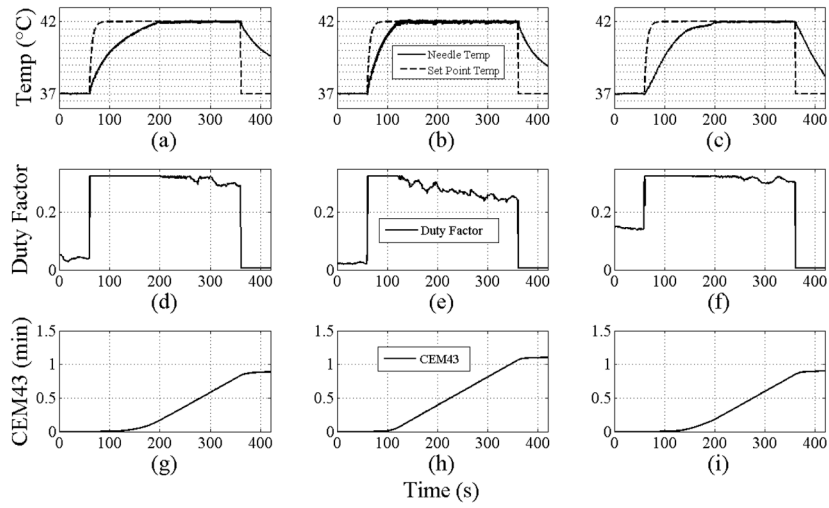 Temp (°C)
42
37
0 100 200 300 400
(a)
42
37
Needle Temp
Set Point Temp
0 100 200 300 400
(b)
42
37
0 100 200 300 400
(c)
Duty Factor
0.2
0
0 100 200 300 400
(d)
0.2
0
Duty Factor
0 100 200 300 400
(e)
0.2
0
0 100 200 300 400
(f)
CEM43 (min)
1.5
1
0.5
0
0 100 200 300 400
(g)
1.5
1
0.5
0
CEM43
0 100 200 300 400
(h)
1.5
1
0.5
0
0 100 200 300 400
(i)
Time (s)